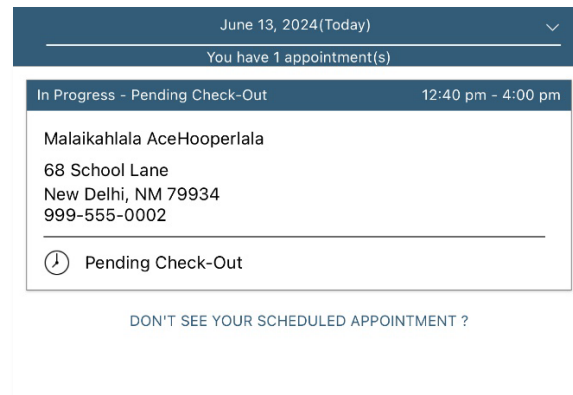 June 13, 2024(Today)
You have 1 appointment(s)
In Progress - Pending Check-Out 12:40 pm - 4:00 pm
Malaikahlala AceHooperlala
68 School Lane
New Delhi, NM 79934
999-555-0002
Pending Check-Out
DON'T SEE YOUR SCHEDULED APPOINTMENT ?